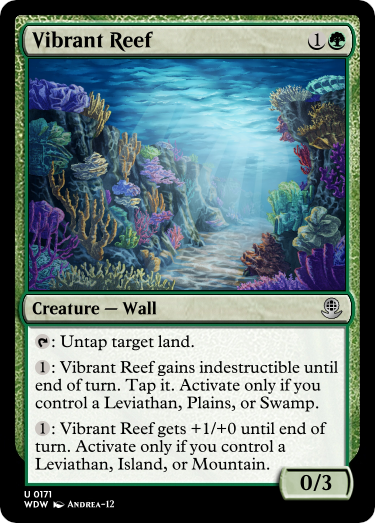 Vibrant Reef 1
Creature — Wall
: Untap target land.
1: Vibrant Reef gains indestructible until
end of turn. Tap it. Activate only if you
control a Leviathan, Plains, or Swamp.
1: Vibrant Reef gets +1/+0 until end of
turn. Activate only if you control a
Leviathan, Island, or Mountain.
0/3
U 0171
WDW Andrea-12